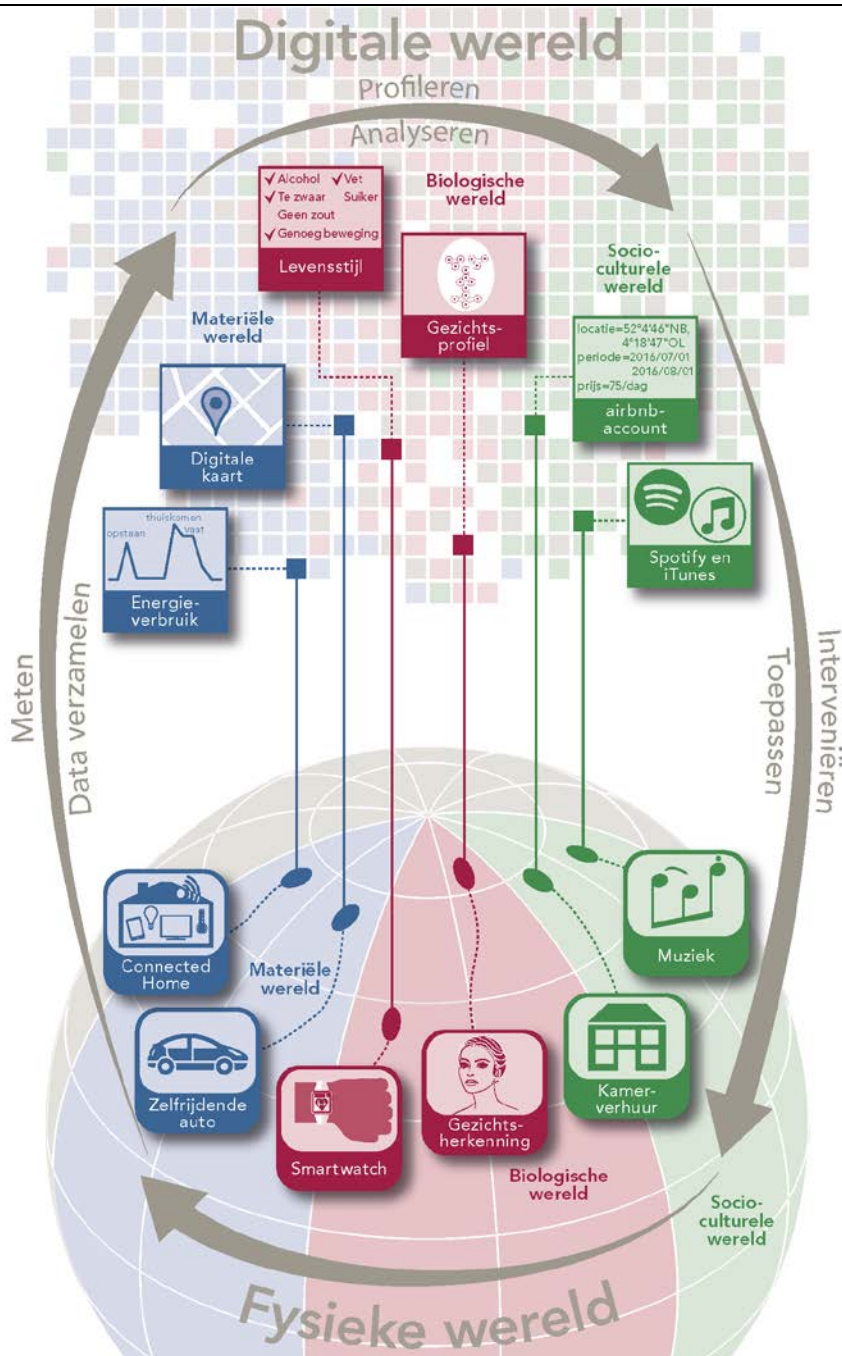 Digitale wereld
Profileren
Analyseren
✓ Alcohol ✓ Vet
✓ Te zwaar Suiker
Geen zout
✓ Genoeg beweging
Levensstijl
Biologische
wereld
Gezichts-
profiel
Socio-
culturele
wereld
locatie=52°4'46"NB,
4°18'47"OL
periode=2016/07/01
2016/08/01
prijs=75/dag
airbnb-
account
Materiële
wereld
Digitale
kaart
thuiskomen
opstaan
vaat
Energie-
verbruik
Spotify en
iTunes
Meten
Data verzamelen
Toepassen
Interveniëren
Connected
Home
Materiële
wereld
Zelfrijdende
auto
Smartwatch
Gezichts-
herkenning
Biologische
wereld
Muziek
Kamer-
verhuur
Socio-
culturele
wereld
Fysieke wereld